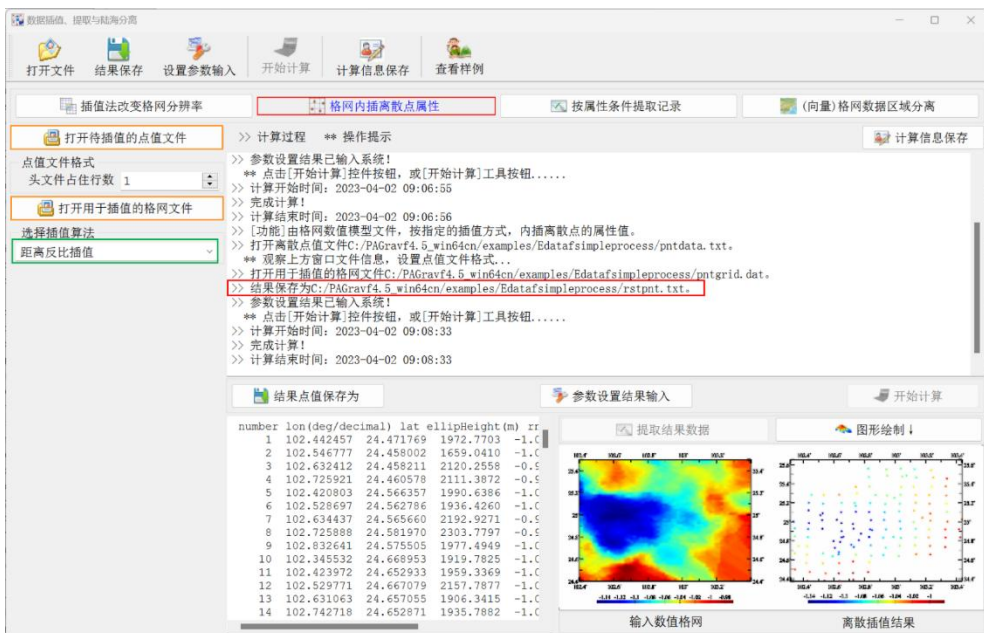 数据插值、提取与陆海分离
打开文件 结果保存 设置参数输入 开始计算 计算信息保存 查看样例
插值法改变格网分辨率 格网内插离散点属性 按属性条件提取记录 (向量)格网数据区域分离
打开待插值的点值文件
点值文件格式
头文件占住行数 1
打开用于插值的格网文件
选择插值算法
距离反比插值
>> 计算过程 ** 操作提示 计算信息保存
>> 参数设置结果已输入系统!
** 点击[开始计算]控件按钮，或[开始计算]工具按钮......
>> 计算开始时间: 2023-04-02 09:06:55
>> 完成计算!
>> 计算结束时间: 2023-04-02 09:06:56
>> [功能]由格网数值模型文件，按指定的插值方式，内插离散点的属性值。
>> 打开离散点值文件C:/PAGravf4.5_win64cn/examples/Edatafsimpleprocess/pntdata.txt。
** 观察上方窗口文件信息，设置点值文件格式...
>> 打开用于插值的格网文件C:/PAGravf4.5_win64cn/examples/Edatafsimpleprocess/pntgrid.dat。
>> 结果保存为C:/PAGravf4.5_win64cn/examples/Edatafsimpleprocess/rstpnt.txt。
>> 参数设置结果已输入系统!
** 点击[开始计算]控件按钮，或[开始计算]工具按钮......
>> 计算开始时间: 2023-04-02 09:08:33
>> 完成计算!
>> 计算结束时间: 2023-04-02 09:08:33
结果点值保存为 参数设置结果输入 开始计算
number lon(deg/decimal) lat ellipHeight(m)
1 102.442457 24.471769 1972.7703
2 102.546777 24.458002 1659.0410
3 102.632412 24.458211 2120.2558
4 102.725921 24.460578 2111.3872
5 102.420803 24.566357 1990.6386
6 102.528697 24.562786 1936.4260
7 102.634437 24.565660 2192.9271
8 102.725888 24.581970 2303.7797
9 102.832641 24.575505 1977.4949
10 102.345532 24.668953 1919.7825
11 102.423972 24.652933 1959.3369
12 102.529771 24.667079 2157.7877
13 102.631063 24.657055 1906.3415
14 102.742718 24.652871 1935.7882
提取结果数据 图形绘制↓
输入数值格网 离散插值结果